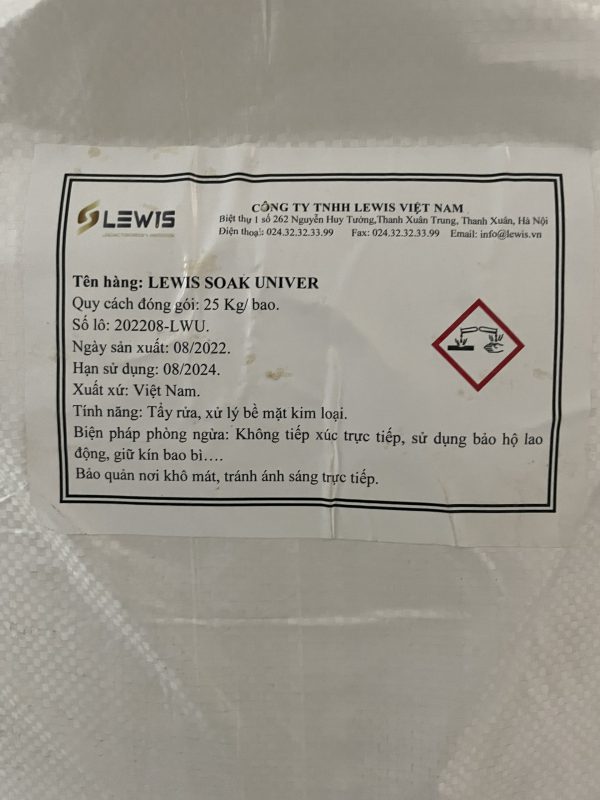 LEWIS
CÔNG TY TNHH LEWIS VIỆT NAM
Biệt thự 1 số 262 Nguyễn Huy Tưởng,Thanh Xuân Trung, Thanh Xuân, Hà Nội
Điện thoại: 024.32.32.33.99 Fax: 024.32.32.33.99 Email: info@lewis.vn
Tên hàng: LEWIS SOAK UNIVER
Quy cách đóng gói: 25 Kg/ bao.
Số lô: 202208-LWU.
Ngày sản xuất: 08/2022.
Hạn sử dụng: 08/2024.
Xuất xứ: Việt Nam.
Tính năng: Tẩy rửa, xử lý bề mặt kim loại.
Biện pháp phòng ngừa: Không tiếp xúc trực tiếp, sử dụng bảo hộ lao
động, giữ kín bao bì….
Bảo quản nơi khô mát, tránh ánh sáng trực tiếp.